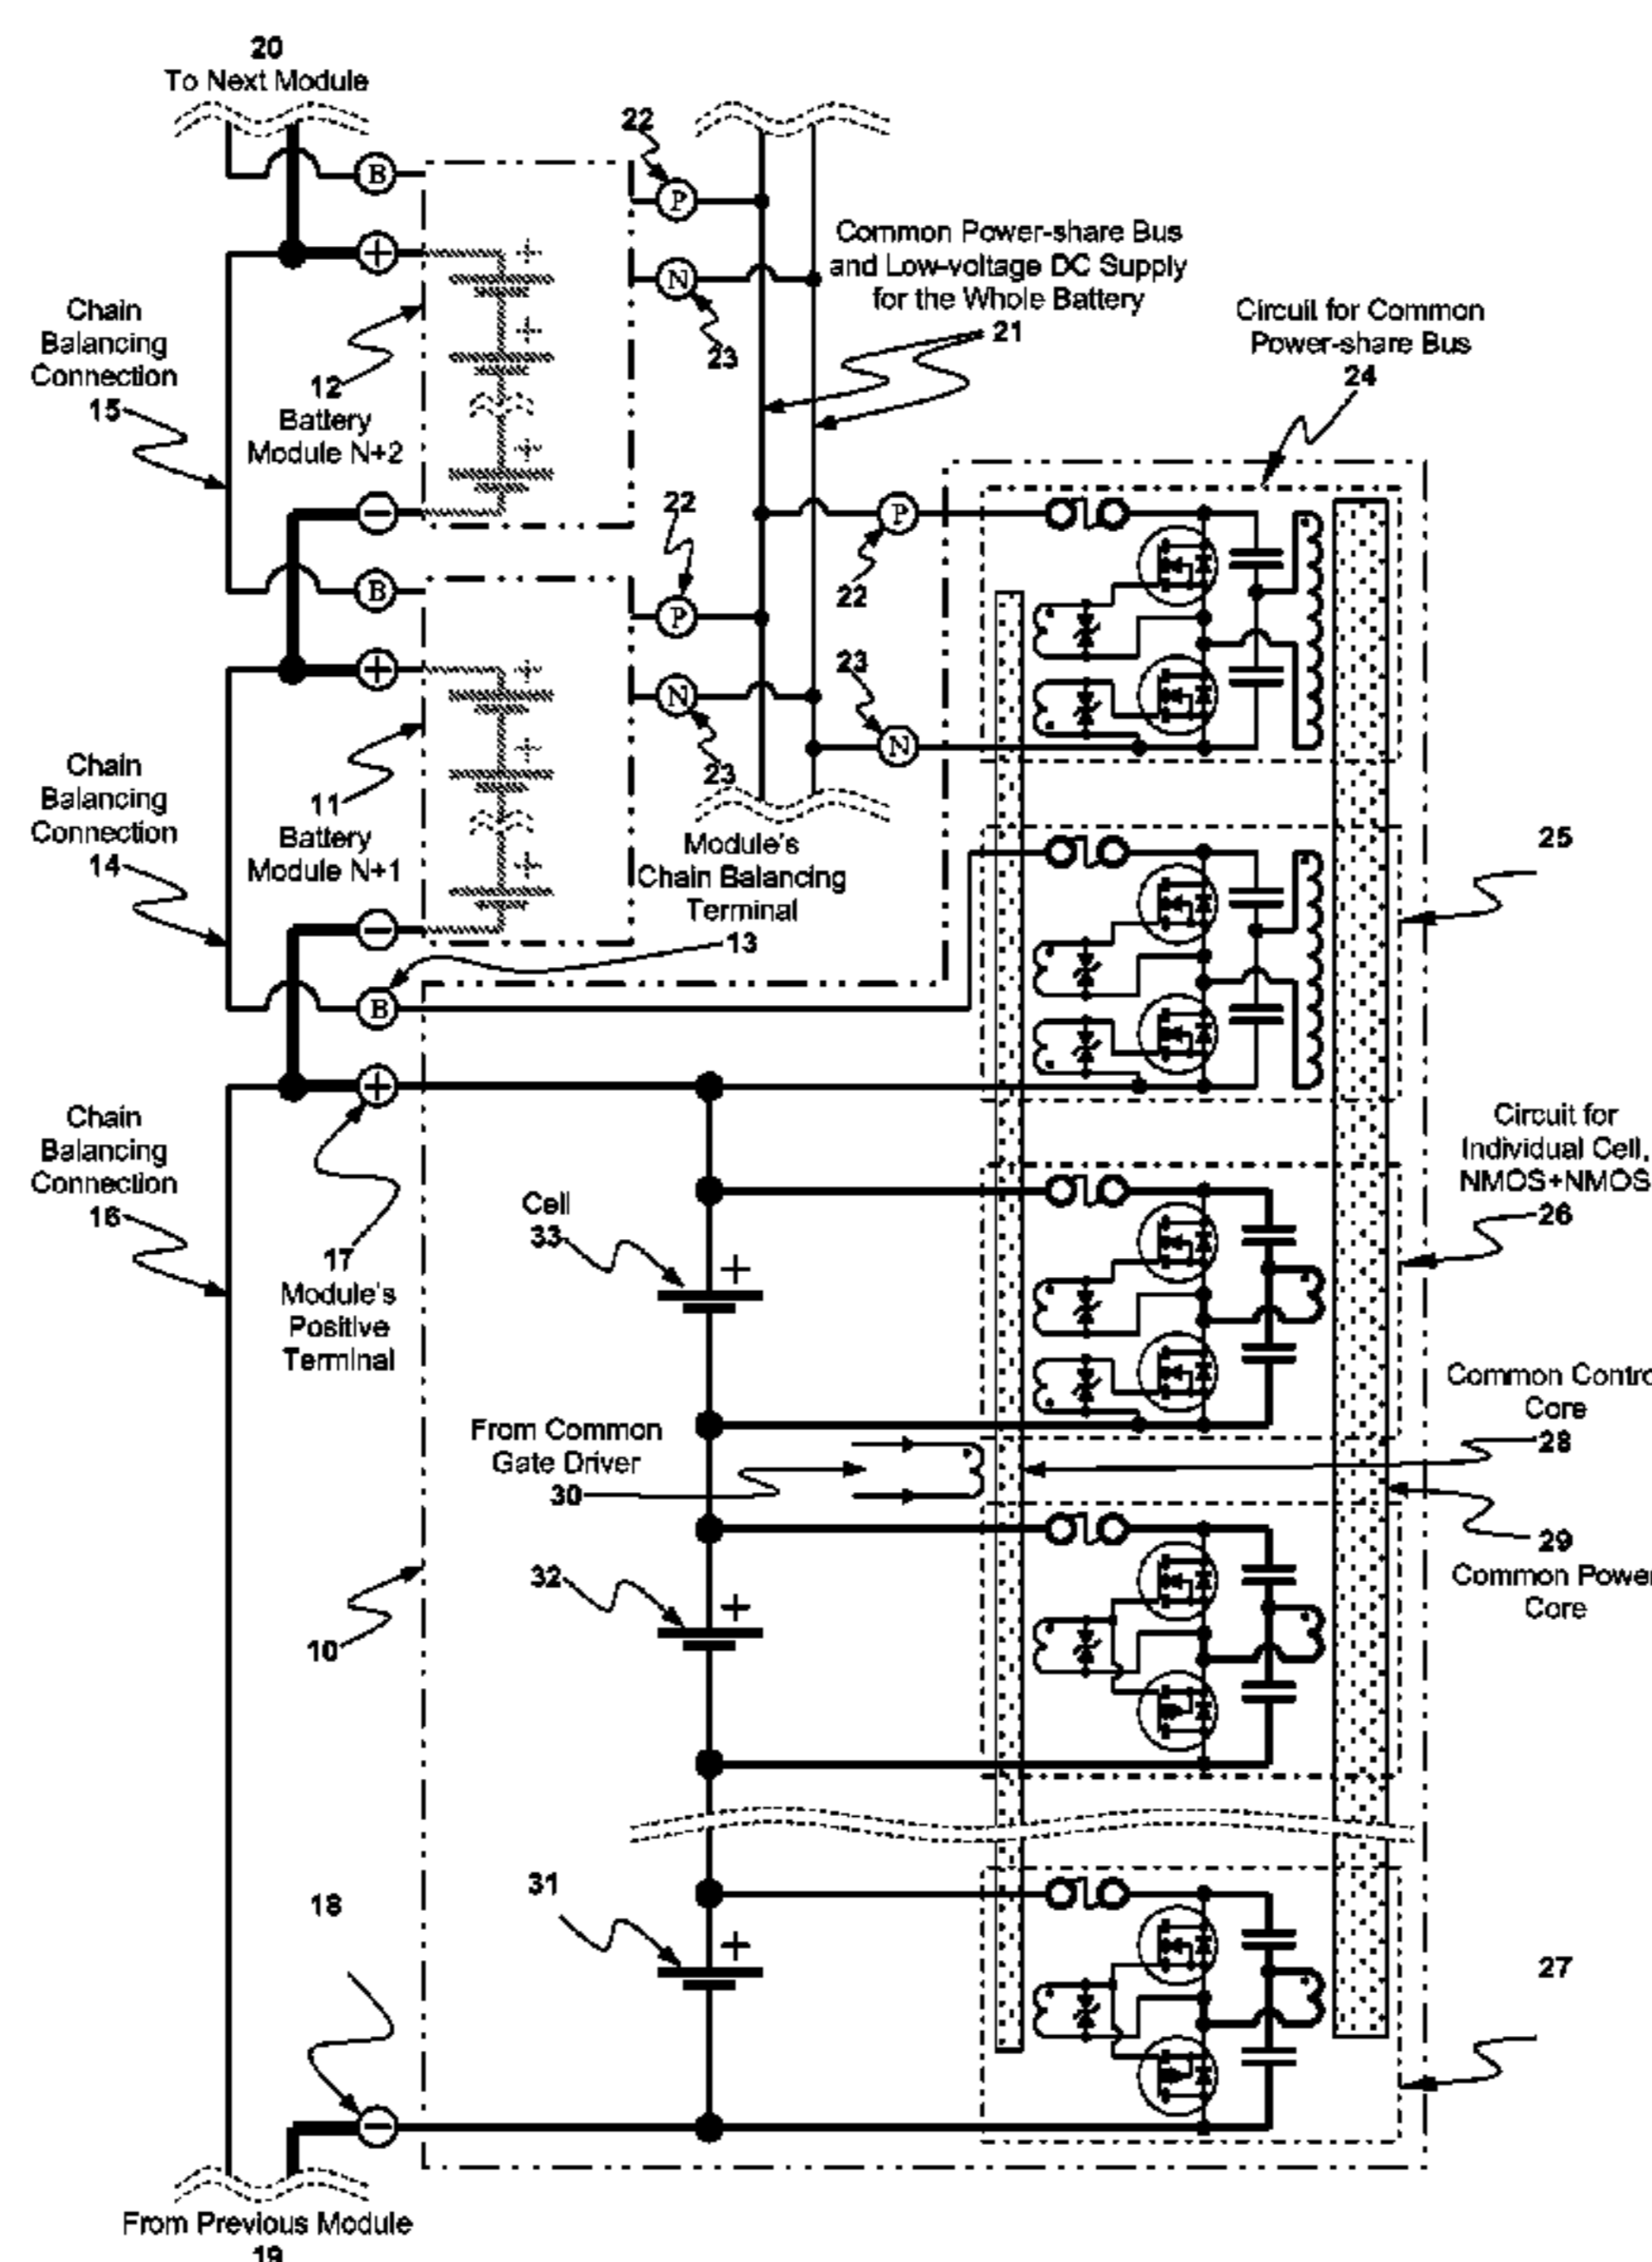 20
To Next Module
B
22
P
+
+
N
23
+
+
Common Power-share Bus
and Low-voltage DC Supply
for the Whole Battery
21
Circuit for Common
Power-share Bus
24
Chain
Balancing
Connection
15
12
Battery
Module N+2
−
22
P
22
B
P
+
+
N
23
23
N
+
+
Chain
Balancing
Connection
14
11
Battery
Module N+1
−
Module's
Chain Balancing
Terminal
13
25
B
+
Chain
Balancing
Connection
16
17
Module's
Positive
Terminal
Cell
33
+
Circuit for
Individual Cell,
NMOS+NMOS
26
From Common
Gate Driver
30
Common Contro
Core
28
29
Common Power
Core
32
+
10
31
+
18
27
−
From Previous Module
19